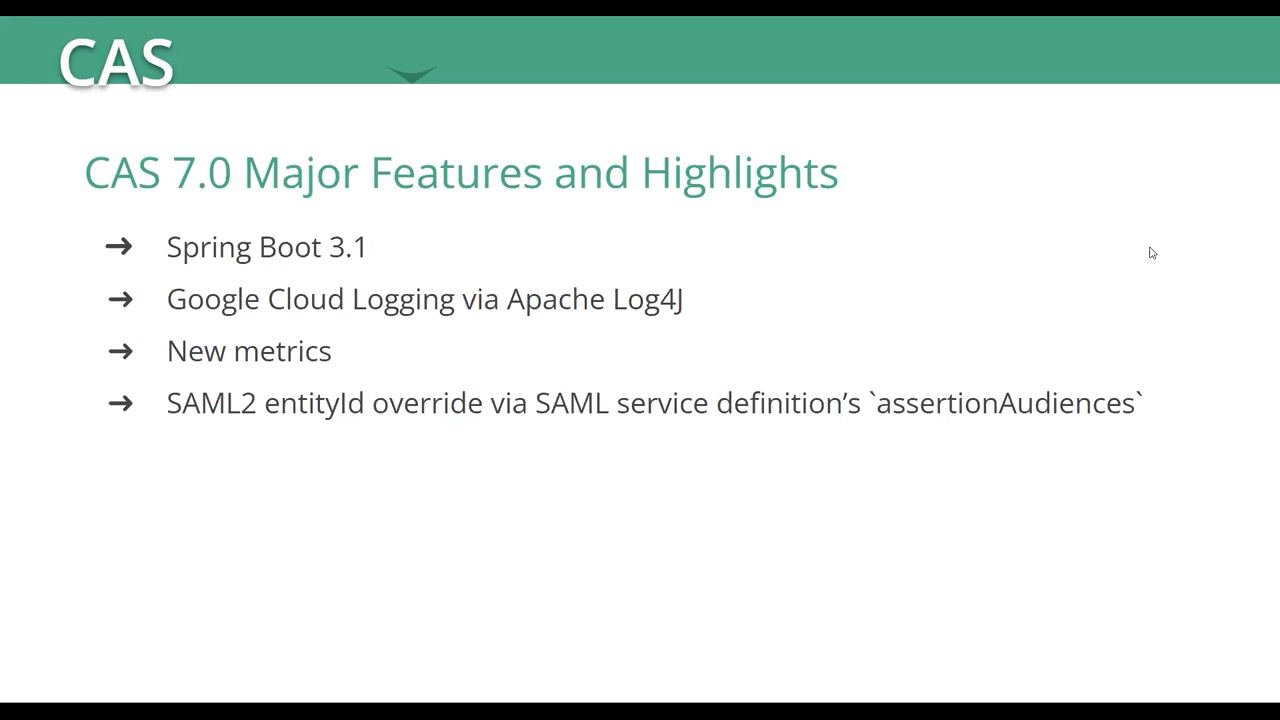 CAS
CAS 7.0 Major Features and Highlights
➔ Spring Boot 3.1
➔ Google Cloud Logging via Apache Log4J
➔ New metrics
➔ SAML2 entityId override via SAML service definition’s `assertionAudiences`